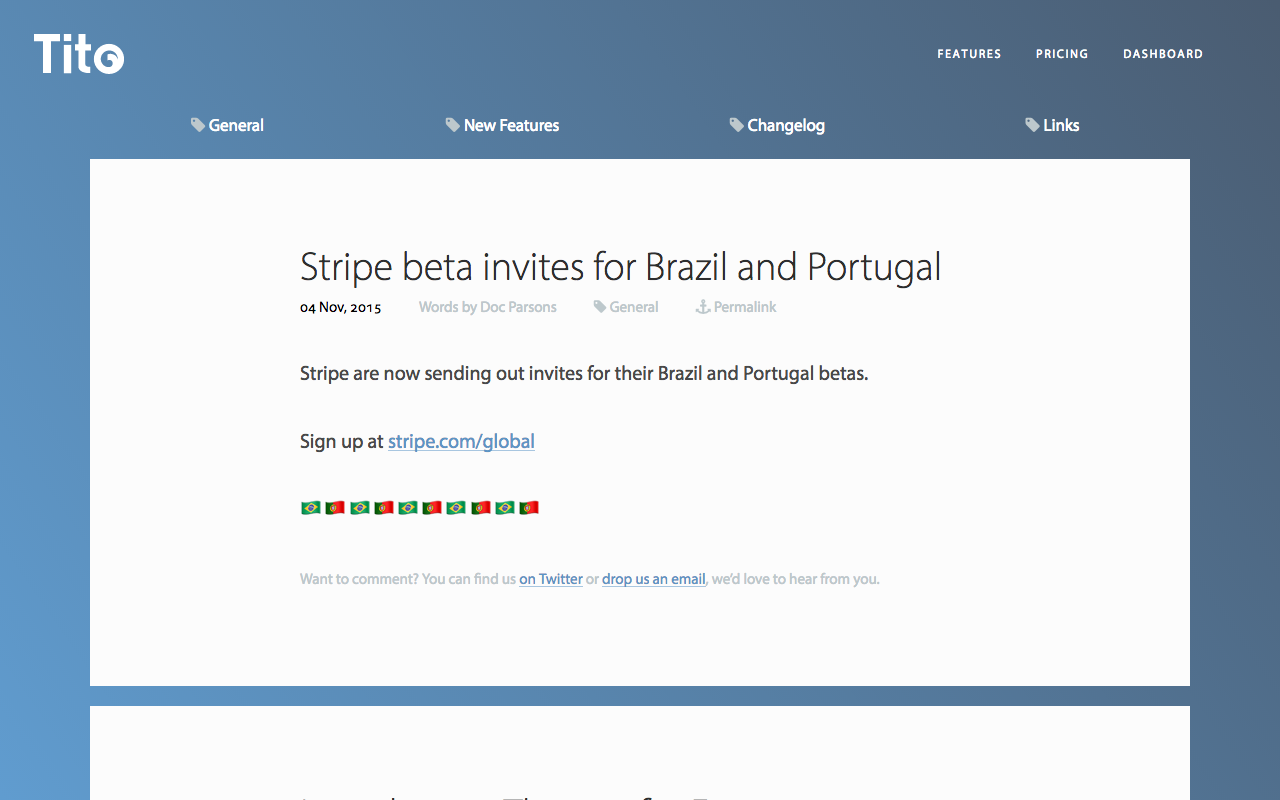 Tito
FEATURES PRICING DASHBOARD
General New Features Changelog Links
Stripe beta invites for Brazil and Portugal
04 Nov, 2015 Words by Doc Parsons General Permalink
Stripe are now sending out invites for their Brazil and Portugal betas.
Sign up at stripe.com/global
🇧🇷🇵🇹🇧🇷🇵🇹🇧🇷🇵🇹🇧🇷🇵🇹🇧🇷🇵🇹
Want to comment? You can find us on Twitter or drop us an email, we’d love to hear from you.